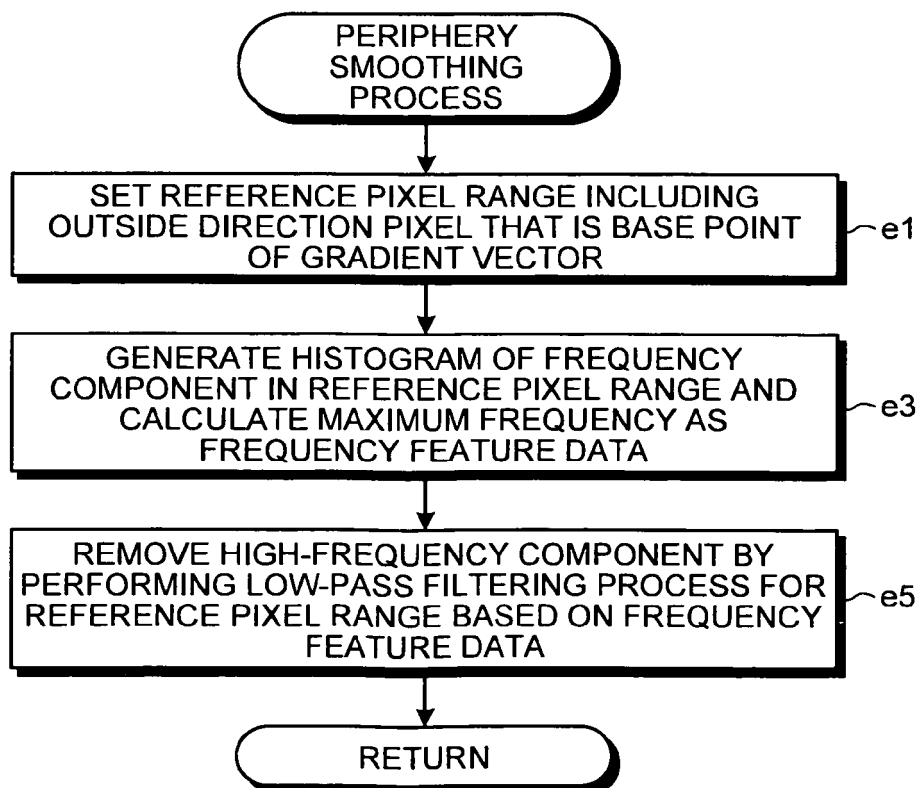 PERIPHERY
SMOOTHING
PROCESS
SET REFERENCE PIXEL RANGE INCLUDING
OUTSIDE DIRECTION PIXEL THAT IS BASE POINT
OF GRADIENT VECTOR
e1
GENERATE HISTOGRAM OF FREQUENCY
COMPONENT IN REFERENCE PIXEL RANGE AND
CALCULATE MAXIMUM FREQUENCY AS
FREQUENCY FEATURE DATA
e3
REMOVE HIGH-FREQUENCY COMPONENT BY
PERFORMING LOW-PASS FILTERING PROCESS FOR
REFERENCE PIXEL RANGE BASED ON FREQUENCY
FEATURE DATA
e5
RETURN